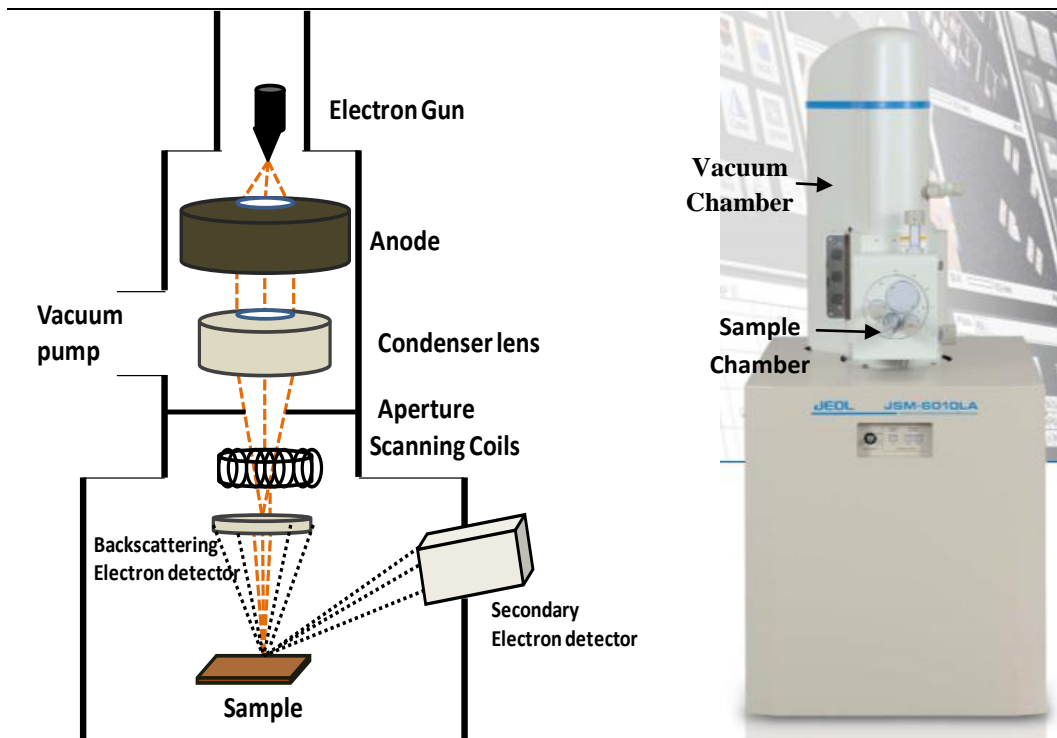 Electron Gun
Anode
Vacuum
pump
Condenser lens
Aperture
Scanning Coils
Backscattering
Electron detector
Secondary
Electron detector
Sample
Vacuum
Chamber
Sample
Chamber
JEOL JSM-6010LA